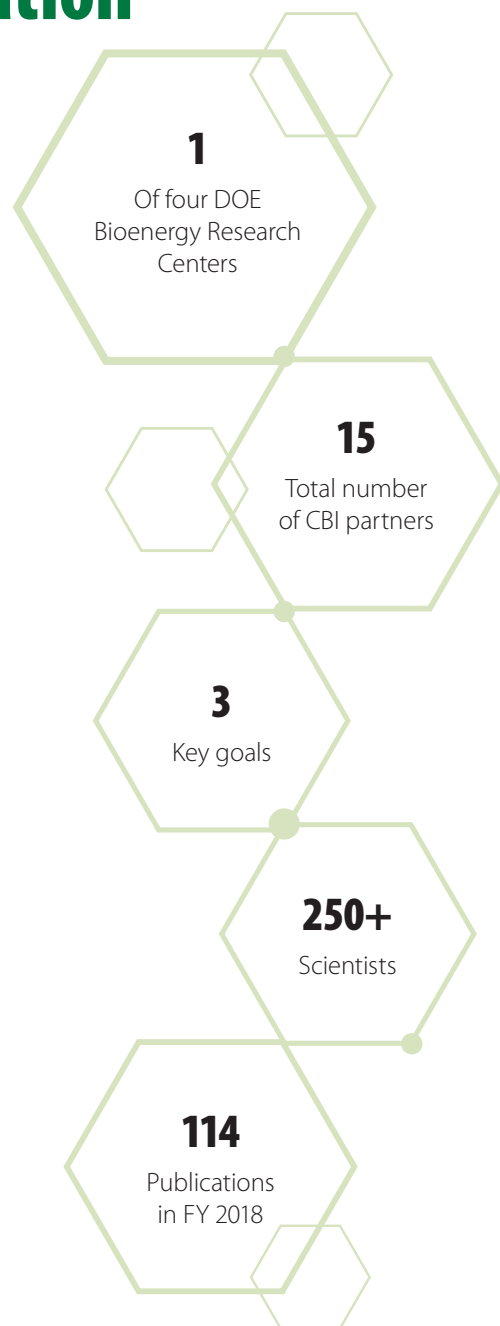 1
Of four DOE
Bioenergy Research
Centers
15
Total number
of CBI partners
3
Key goals
250+
Scientists
114
Publications
in FY 2018